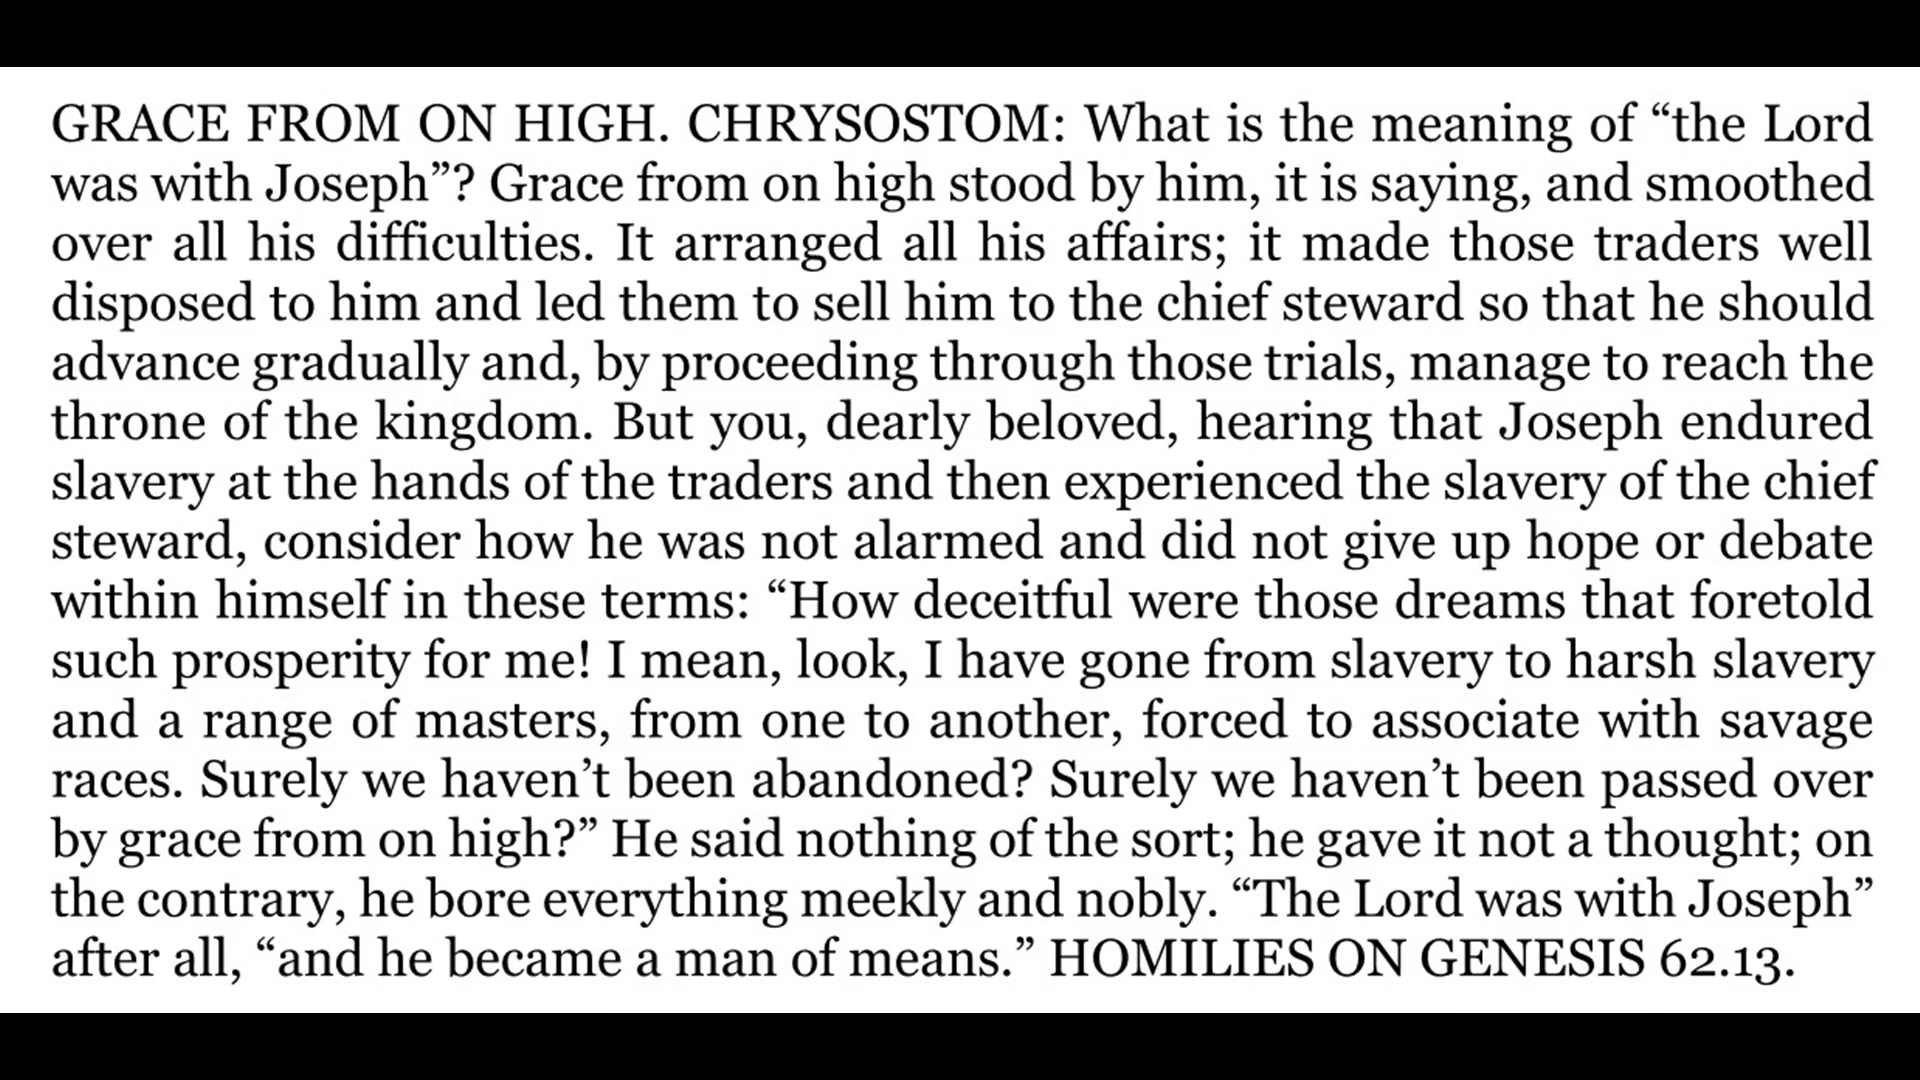 GRACE FROM ON HIGH. CHRYSOSTOM: What is the meaning of “the Lord
was with Joseph”? Grace from on high stood by him, it is saying, and smoothed
over all his difficulties. It arranged all his affairs; it made those traders well
disposed to him and led them to sell him to the chief steward so that he should
advance gradually and, by proceeding through those trials, manage to reach the
throne of the kingdom. But you, dearly beloved, hearing that Joseph endured
slavery at the hands of the traders and then experienced the slavery of the chief
steward, consider how he was not alarmed and did not give up hope or debate
within himself in these terms: “How deceitful were those dreams that foretold
such prosperity for me! I mean, look, I have gone from slavery to harsh slavery
and a range of masters, from one to another, forced to associate with savage
races. Surely we haven’t been abandoned? Surely we haven’t been passed over
by grace from on high?” He said nothing of the sort; he gave it not a thought; on
the contrary, he bore everything meekly and nobly. “The Lord was with Joseph”
after all, “and he became a man of means.” HOMILIES ON GENESIS 62.13.